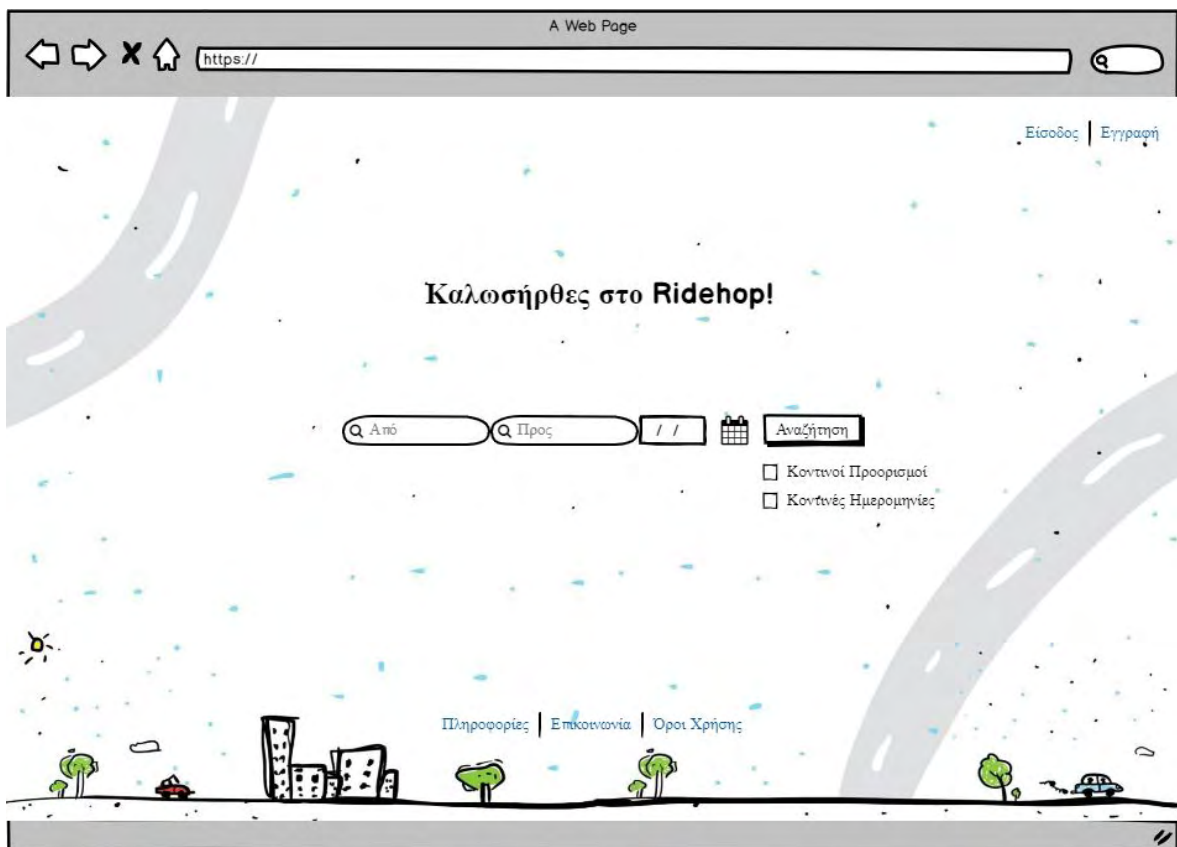 A Web Page
https://
Είσοδος | Εγγραφή
Καλωσήρθες στο Ridehop!
Από
Προς
/ /
Αναζήτηση
Κοντινοί Προορισμοί
Κοντινές Ημερομηνίες
Πληροφορίες | Επικοινωνία | Όροι Χρήσης